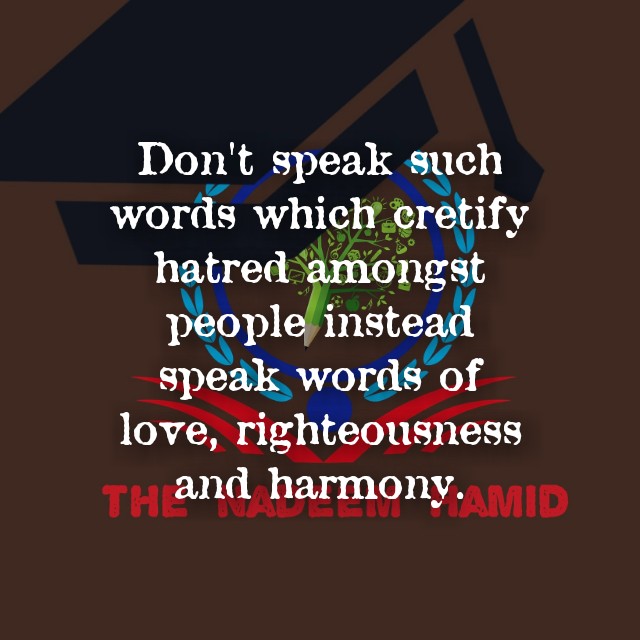 Don't speak such
words which cretify
hatred amongst
people instead
speak words of
love, righteousness
and harmony.
THE NADEEM HAMID